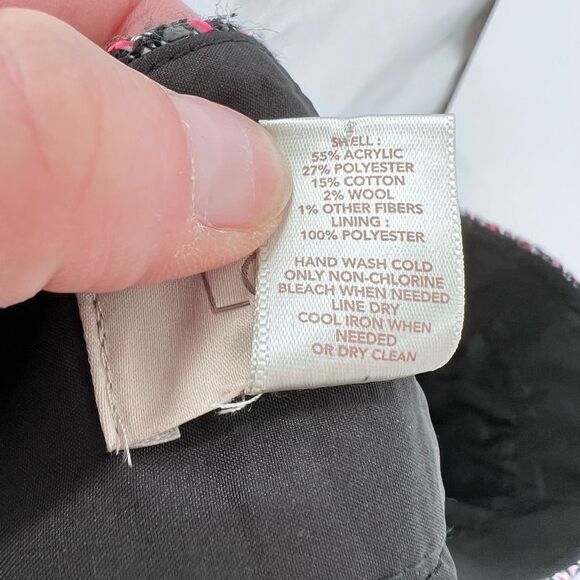 SHELL :
55% ACRYLIC
27% POLYESTER
15% COTTON
2% WOOL
1% OTHER FIBERS
LINING :
100% POLYESTER
HAND WASH COLD
ONLY NON-CHLORINE
BLEACH WHEN NEEDED
LINE DRY
COOL IRON WHEN
NEEDED
OR DRY CLEAN